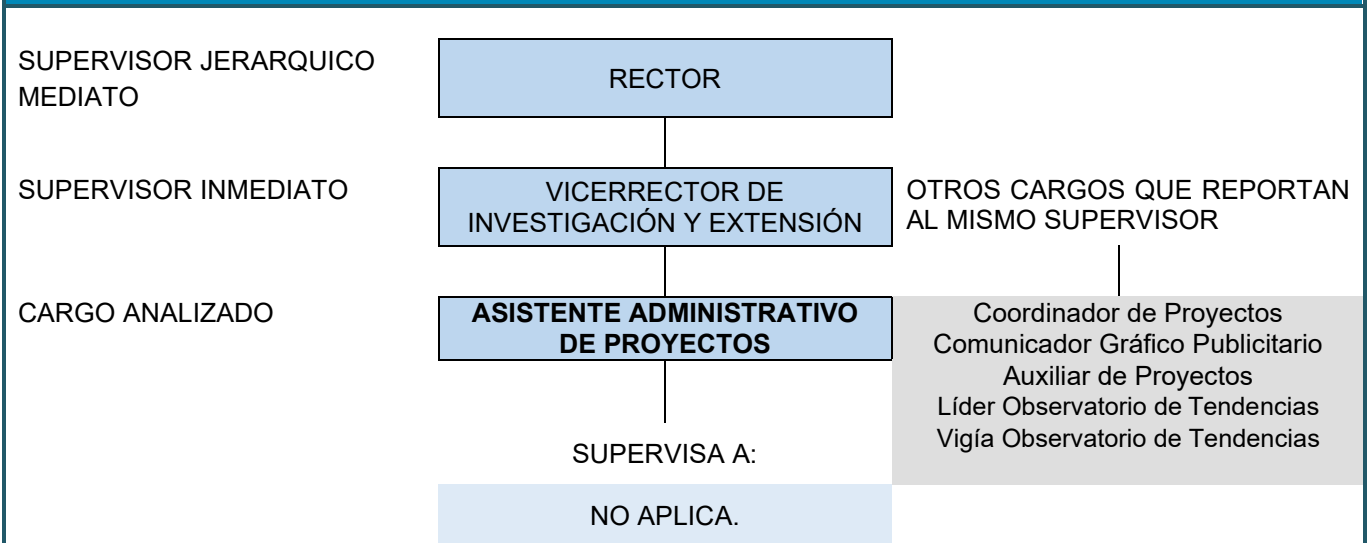 SUPERVISOR JERARQUICO
MEDIATO
RECTOR
SUPERVISOR INMEDIATO
VICERRECTOR DE
INVESTIGACIÓN Y EXTENSIÓN
OTROS CARGOS QUE REPORTAN
AL MISMO SUPERVISOR
CARGO ANALIZADO
ASISTENTE ADMINISTRATIVO
DE PROYECTOS
Coordinador de Proyectos
Comunicador Gráfico Publicitario
Auxiliar de Proyectos
Líder Observatorio de Tendencias
Vigía Observatorio de Tendencias
SUPERVISA A:
NO APLICA.